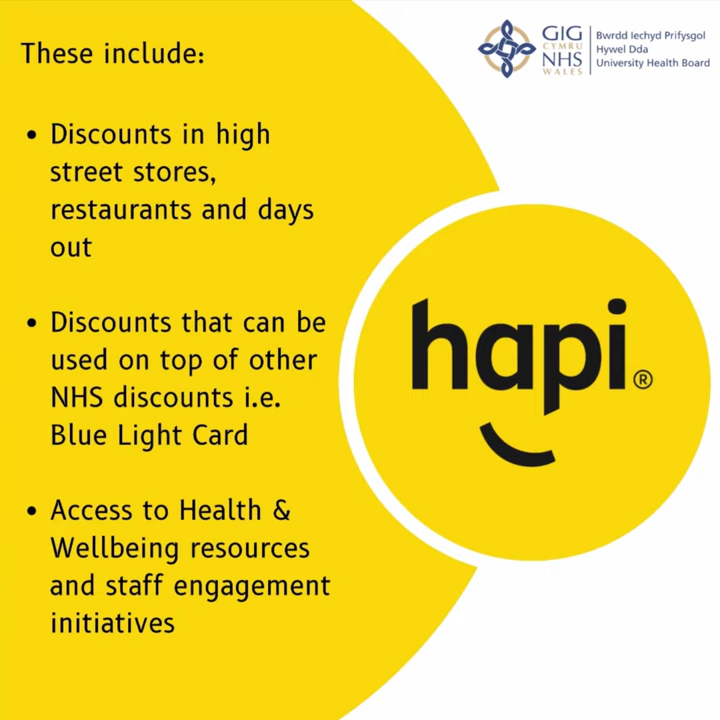 These include:
GIG
CYMRU
NHS
WALES
Bwrdd Iechyd Prifysgol
Hywel Dda
University Health Board
• Discounts in high
street stores,
restaurants and days
out
• Discounts that can be
used on top of other
NHS discounts i.e.
Blue Light Card
• Access to Health &
Wellbeing resources
and staff engagement
initiatives
hapi®